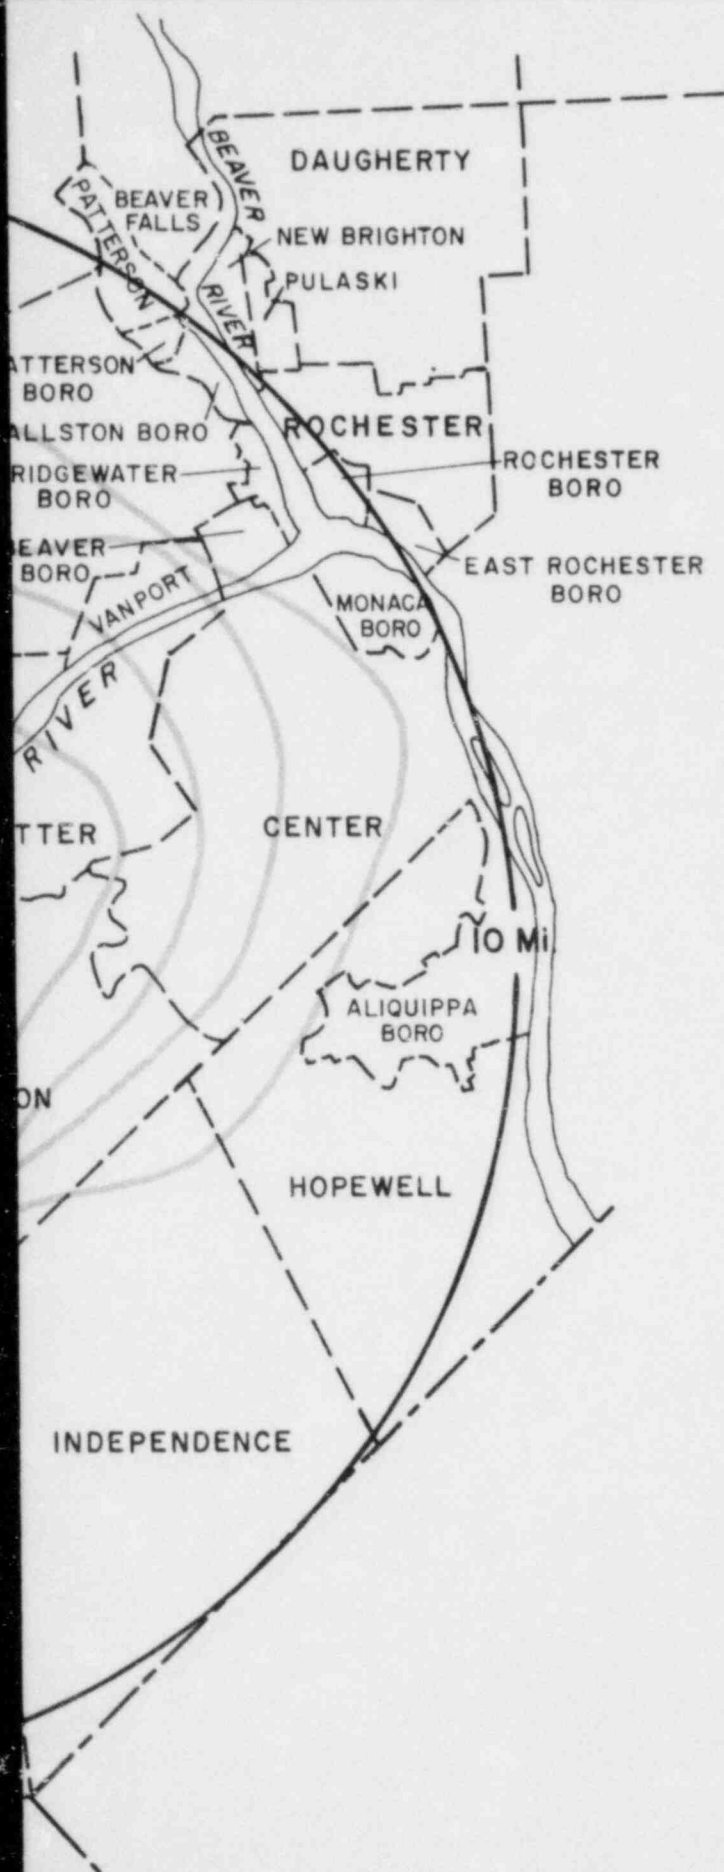 DAUGHERTY
BEAVER
RIVER
BEAVER
FALLS
PATTERSON
NEW BRIGHTON
PULASKI
ATTERSON
BORO
ALLSTON BORO
ROCHESTER
RIDGEWATER
BORO
ROCHESTER
BORO
BEAVER
BORO
EAST ROCHESTER
BORO
VANPORT
MONACA
BORO
RIVER
TTER
CENTER
10 Mi.
ALIQUIPPA
BORO
ON
HOPEWELL
INDEPENDENCE